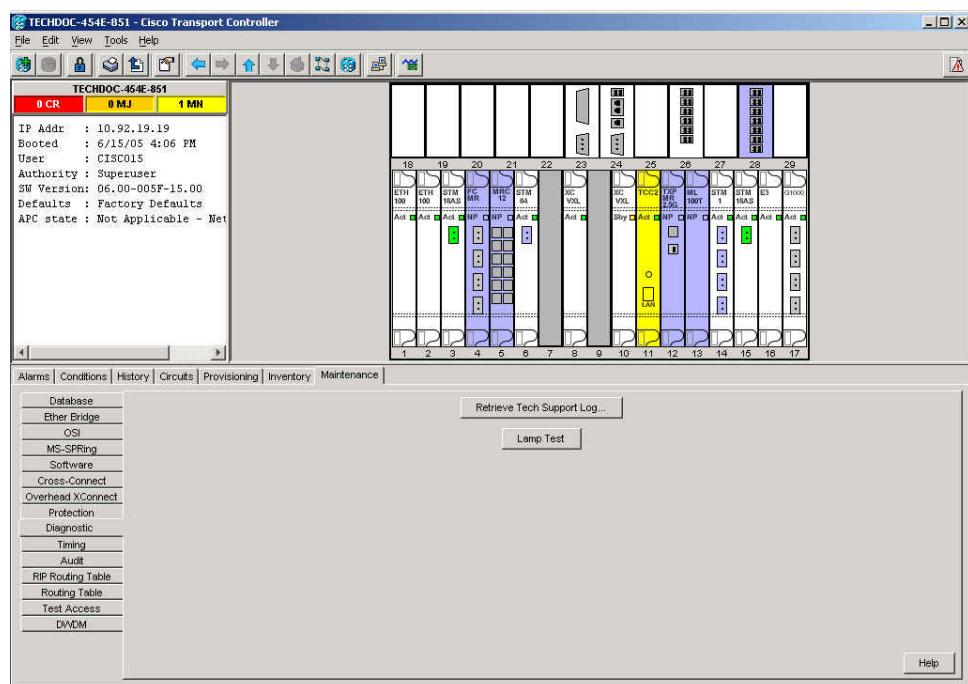 TECHDOC-454E-851 - Cisco Transport Controller
File Edit View Tools Help
TECHDOC-454E-851
0 CR 0 MJ 1 MN
IP Addr : 10.92.19.19
Booted : 6/15/05 4:06 PM
User : CISCO15
Authority : Superuser
SW Version: 06.00-005F-15.00
Defaults : Factory Defaults
APC state : Not Applicable - Net
18 19 20 21 22 23 24 25 26 27 28 29
ETH 100
ETH 100
STM 16AS
FC MR
MRC 12
STM 64
XC VXL
XC VXL
TCC2
TXP MR 2.5G
ML 100T
STM 1
STM 16AS
E3
G1000
Act Act Act NP NP Act Act Sby Act NP NP Act Act Act Act
LAN
1 2 3 4 5 6 7 8 9 10 11 12 13 14 15 16 17
Alarms Conditions History Circuits Provisioning Inventory Maintenance
Database
Ether Bridge
OSI
MS-SPRing
Software
Cross-Connect
Overhead XConnect
Protection
Diagnostic
Timing
Audit
RIP Routing Table
Routing Table
Test Access
DWDM
Retrieve Tech Support Log...
Lamp Test
Help